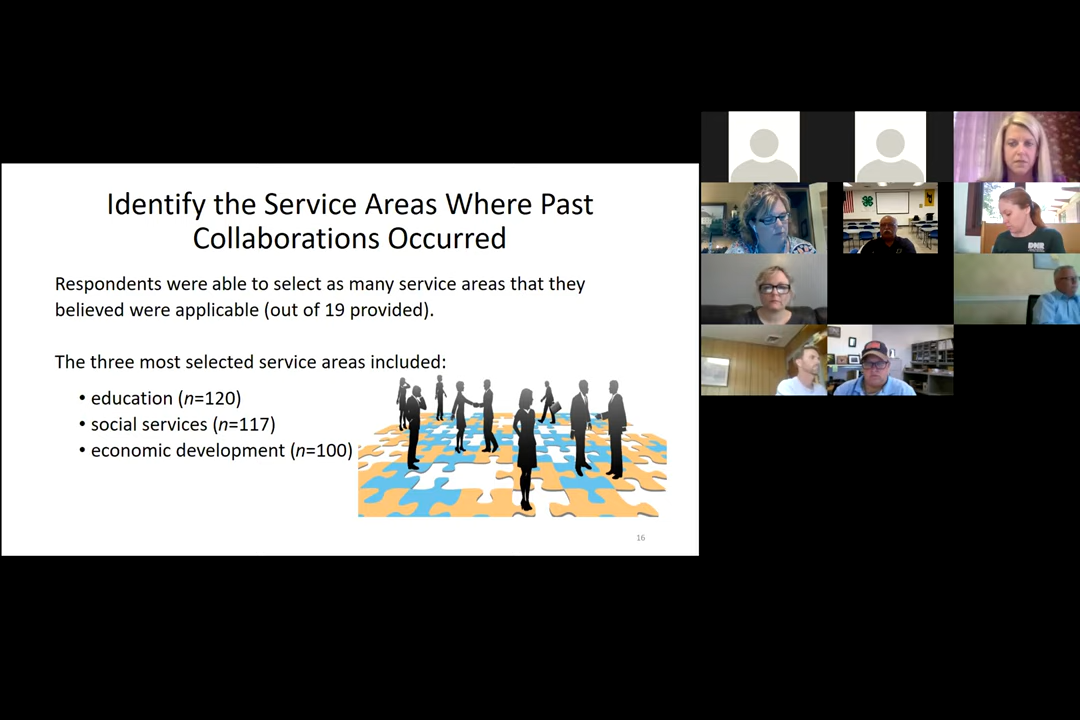 Identify the Service Areas Where Past
Collaborations Occurred
Respondents were able to select as many service areas that they
believed were applicable (out of 19 provided).
The three most selected service areas included:
• education (n=120)
• social services (n=117)
• economic development (n=100)
16
DNR